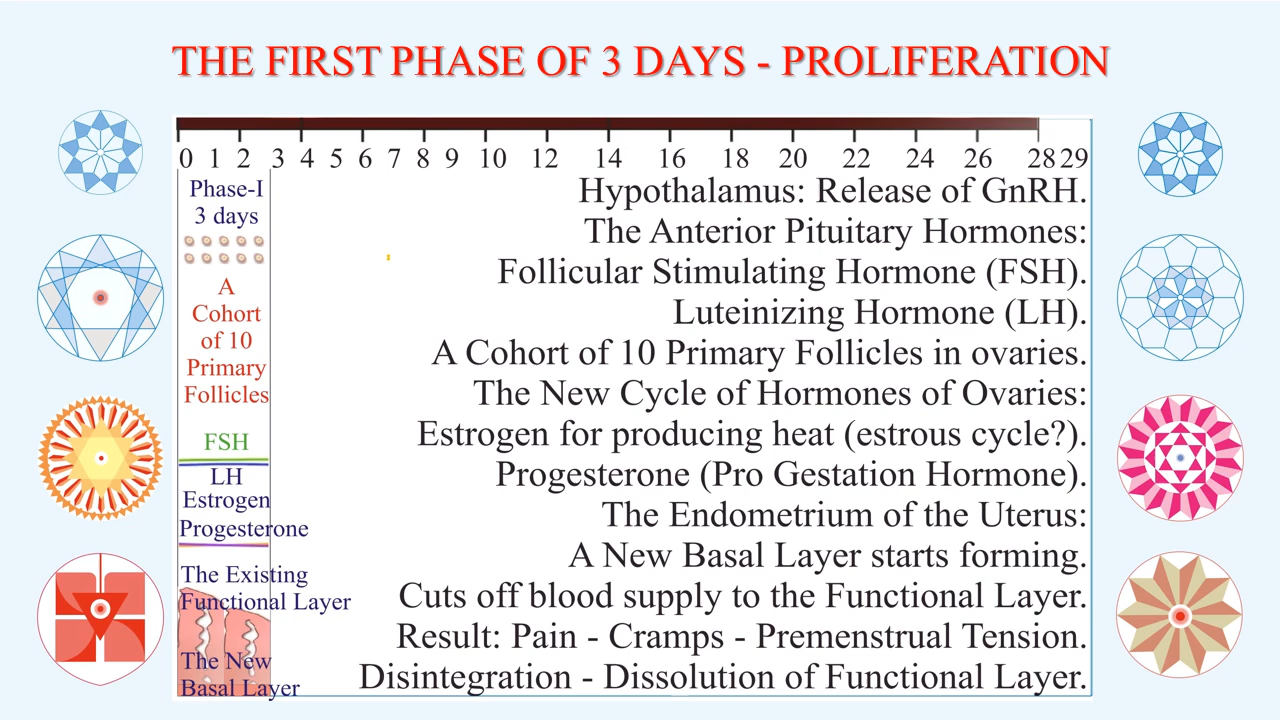 THE FIRST PHASE OF 3 DAYS - PROLIFERATION
0 1 2 3 4 5 6 7 8 9 10 12 14 16 18 20 22 24 26 28 29
Phase-I
3 days
A
Cohort
of 10
Primary
Follicles
FSH
LH
Estrogen
Progesterone
The Existing
Functional Layer
The New
Basal Layer
Hypothalamus: Release of GnRH.
The Anterior Pituitary Hormones:
Follicular Stimulating Hormone (FSH).
Luteinizing Hormone (LH).
A Cohort of 10 Primary Follicles in ovaries.
The New Cycle of Hormones of Ovaries:
Estrogen for producing heat (estrous cycle?).
Progesterone (Pro Gestation Hormone).
The Endometrium of the Uterus:
A New Basal Layer starts forming.
Cuts off blood supply to the Functional Layer.
Result: Pain - Cramps - Premenstrual Tension.
Disintegration - Dissolution of Functional Layer.